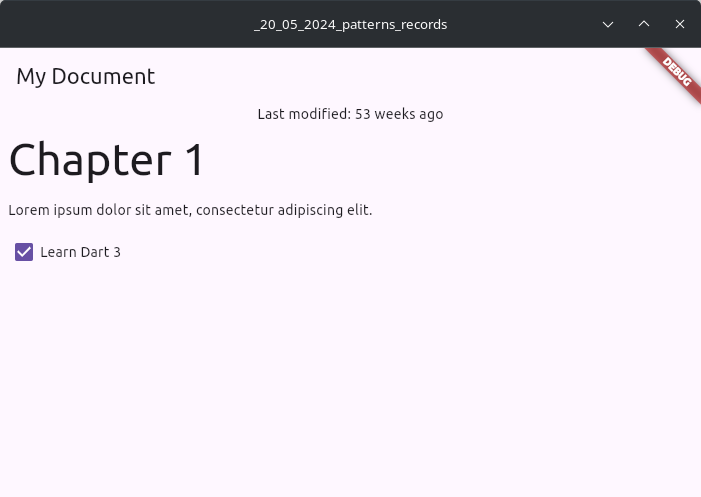 _20_05_2024_patterns_records
My Document
DEBUG
Last modified: 53 weeks ago
Chapter 1
Lorem ipsum dolor sit amet, consectetur adipiscing elit.
Learn Dart 3